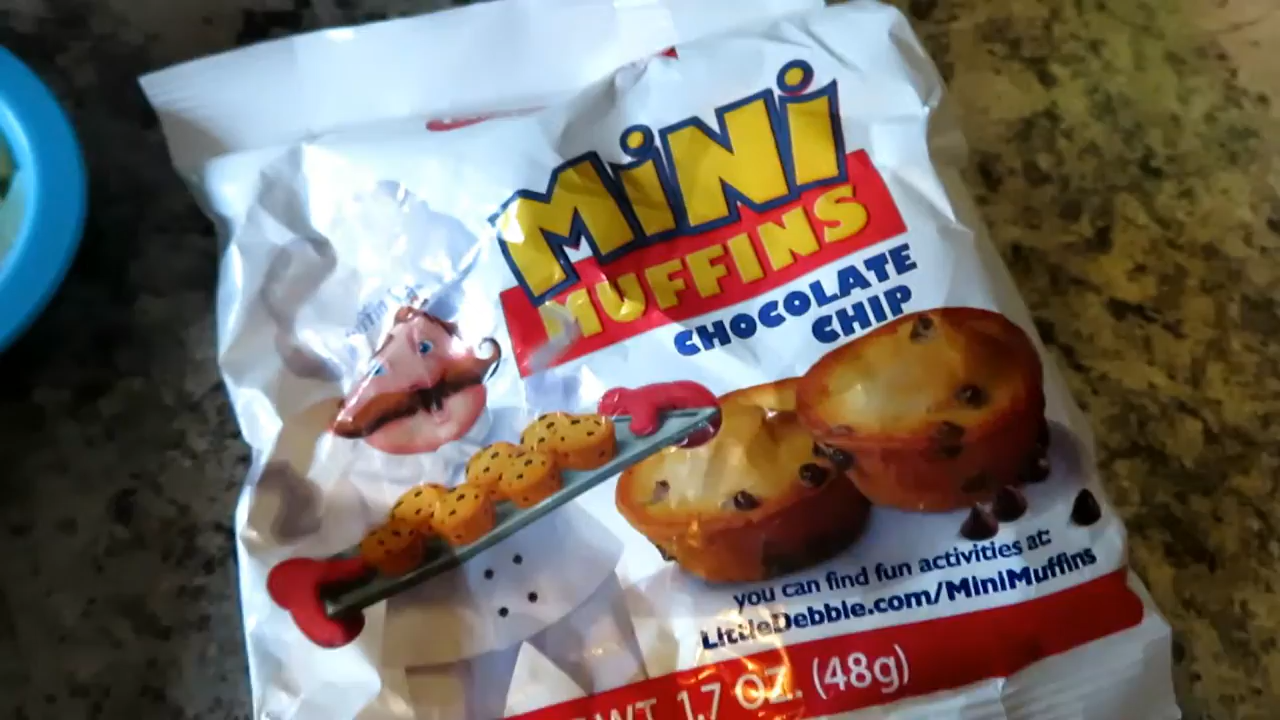 MiNi
MUFFINS
CHOCOLATE
CHIP
you can find fun activities at:
LittleDebbie.com/MiniMuffins
WT 1.7 OZ. (48g)